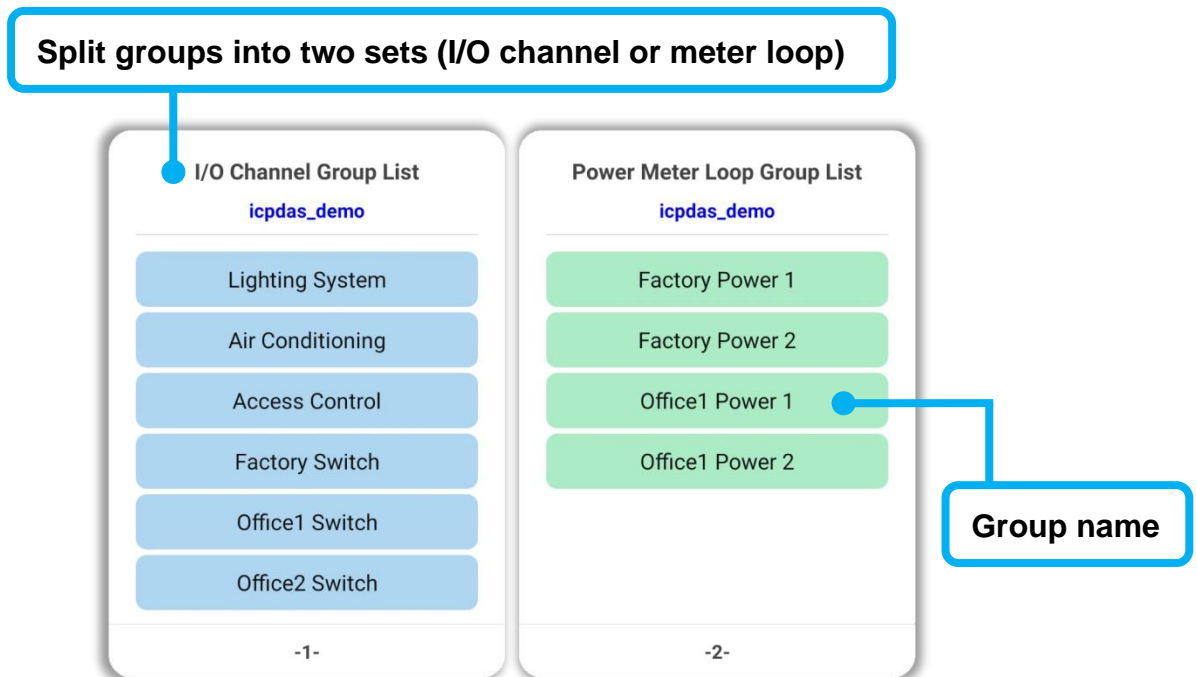 Split groups into two sets (I/O channel or meter loop)
I/O Channel Group List
icpdas_demo
Lighting System
Air Conditioning
Access Control
Factory Switch
Office1 Switch
Office2 Switch
-1-
Power Meter Loop Group List
icpdas_demo
Factory Power 1
Factory Power 2
Office1 Power 1
Office1 Power 2
-2-
Group name